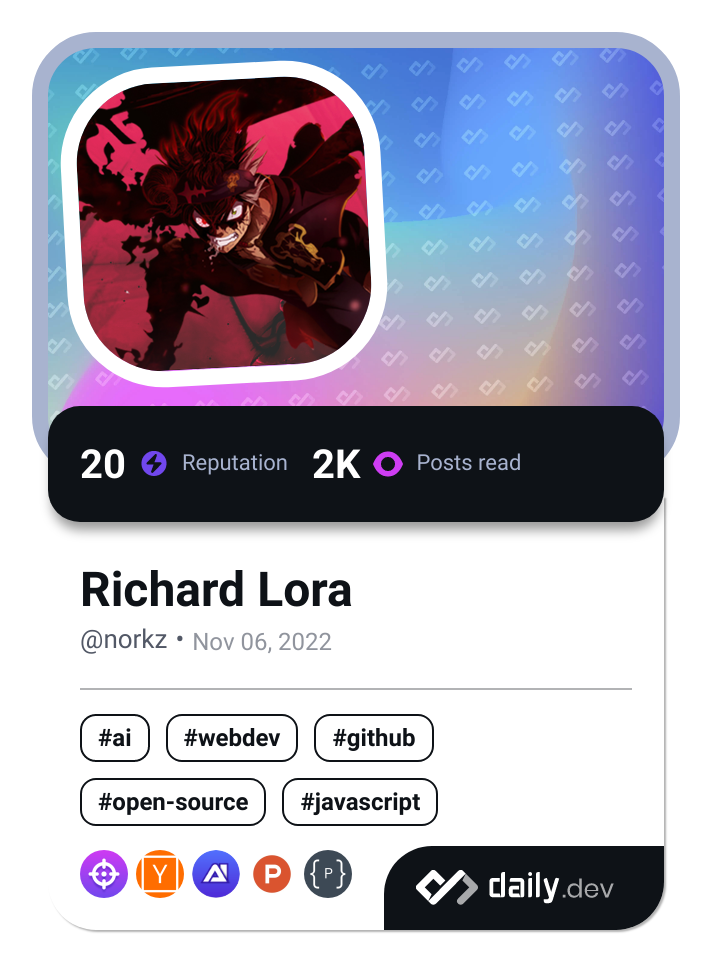 20 Reputation 2K Posts read
Richard Lora
@norkz • Nov 06, 2022
#ai #webdev #github
#open-source #javascript
Y P {P} daily.dev